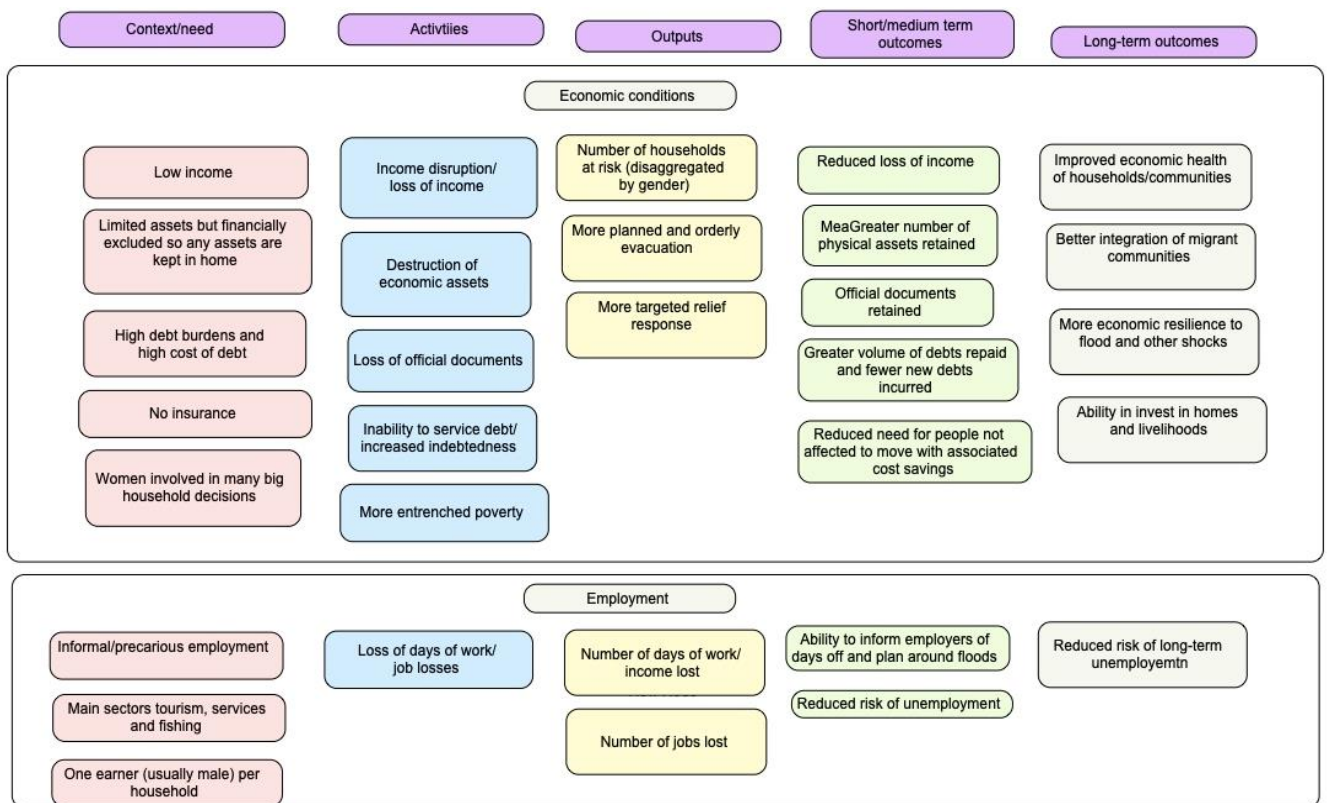 Context/need
Activtiies
Outputs
Short/medium term
outcomes
Long-term outcomes
Economic conditions
Low income
Limited assets but financially
excluded so any assets are
kept in home
High debt burdens and
high cost of debt
No insurance
Women involved in many big
household decisions
Income disruption/
loss of income
Destruction of
economic assets
Loss of official documents
Inability to service debt/
increased indebtedness
More entrenched poverty
Number of households
at risk (disaggregated
by gender)
More planned and orderly
evacuation
More targeted relief
response
Reduced loss of income
MeaGreater number of
physical assets retained
Official documents
retained
Greater volume of debts repaid
and fewer new debts
incurred
Reduced need for people not
affected to move with associated
cost savings
Improved economic health
of households/communities
Better integration of migrant
communities
More economic resilience to
flood and other shocks
Ability in invest in homes
and livelihoods
Employment
Informal/precarious employment
Main sectors tourism, services
and fishing
One earner (usually male) per
household
Loss of days of work/
job losses
Number of days of work/
income lost
Number of jobs lost
Ability to inform employers of
days off and plan around floods
Reduced risk of unemployment
Reduced risk of long-term
unemployemtn